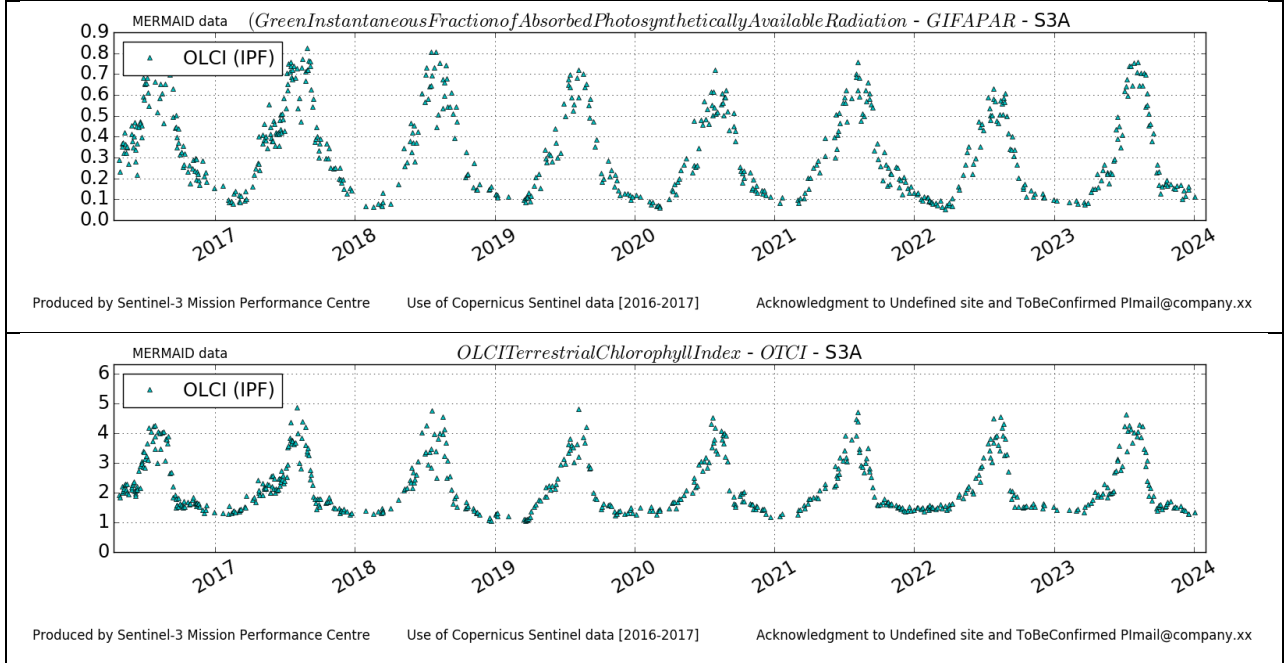 MERMAID data (GreenInstantaneousFractionofAbsorbedPhotosyntheticallyAvailableRadiation - GIFAPAR - S3A
0.9
OLCI (IPF)
0.8
0.7
0.6
0.5
0.4
0.3
0.2
0.1
0.0
2017 2018 2019 2020 2021 2022 2023 2024
Produced by Sentinel-3 Mission Performance Centre Use of Copernicus Sentinel data [2016-2017] Acknowledgment to Undefined site and ToBeConfirmed PImail@company.xx
MERMAID data OLCITerrestrialChlorophyllIndex - OTCI - S3A
6
OLCI (IPF)
5
4
3
2
1
0
2017 2018 2019 2020 2021 2022 2023 2024
Produced by Sentinel-3 Mission Performance Centre Use of Copernicus Sentinel data [2016-2017] Acknowledgment to Undefined site and ToBeConfirmed PImail@company.xx